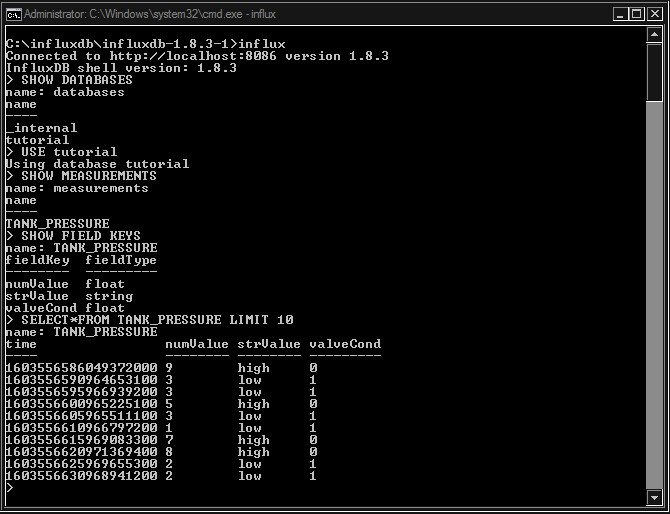 Administrator: C:\Windows\system32\cmd.exe - influx
C:\influxdb\influxdb-1.8.3-1>influx
Connected to http://localhost:8086 version 1.8.3
InfluxDB shell version: 1.8.3
> SHOW DATABASES
name: databases
name
----
_internal
tutorial
> USE tutorial
Using database tutorial
> SHOW MEASUREMENTS
name: measurements
name
----
TANK_PRESSURE
> SHOW FIELD KEYS
name: TANK_PRESSURE
fieldKey  fieldType
--------  ---------
numValue  float
strValue  string
valveCond float
> SELECT*FROM TANK_PRESSURE LIMIT 10
name: TANK_PRESSURE
time                numValue strValue valveCond
----                -------- -------- ---------
1603556586049372000 9        high     0
1603556590964653100 3        low      1
1603556595966939200 3        low      1
1603556600965225100 5        high     0
1603556605965511100 3        low      1
1603556610966797200 1        low      1
1603556615969083300 7        high     0
1603556620971369400 8        high     0
1603556625969655300 2        low      1
1603556630968941200 2        low      1
>